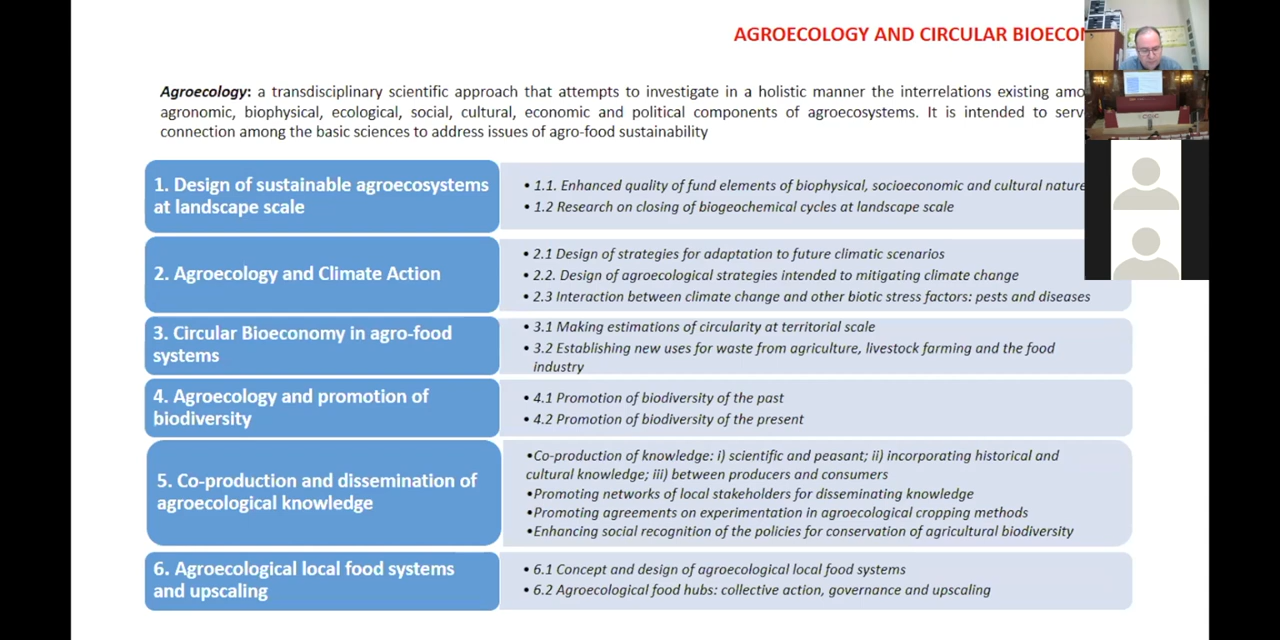 AGROECOLOGY AND CIRCULAR
Agroecology: a transdisciplinary scientific approach that attempts to investigate in a holistic manner the interrelations existing
agronomic, biophysical, ecological, social, cultural, economic and political components of agroecosystems. It is intended to
connection among the basic sciences to address issues of agro-food sustainability
1. Design of sustainable agroecosystems
at landscape scale
• 1.1. Enhanced quality of fund elements of biophysical, socioeconomic and cultural nature
• 1.2 Research on closing of biogeochemical cycles at landscape scale
2. Agroecology and Climate Action
• 2.1 Design of strategies for adaptation to future climatic scenarios
• 2.2. Design of agroecological strategies intended to mitigating climate change
• 2.3 Interaction between climate change and other biotic stress factors: pests and diseases
3. Circular Bioeconomy in agro-food
systems
• 3.1 Making estimations of circularity at territorial scale
• 3.2 Establishing new uses for waste from agriculture, livestock farming and the food
industry
4. Agroecology and promotion of
biodiversity
• 4.1 Promotion of biodiversity of the past
• 4.2 Promotion of biodiversity of the present
5. Co-production and dissemination of
agroecological knowledge
•Co-production of knowledge: i) scientific and peasant; ii) incorporating historical and
cultural knowledge; iii) between producers and consumers
•Promoting networks of local stakeholders for disseminating knowledge
•Promoting agreements on experimentation in agroecological cropping methods
•Enhancing social recognition of the policies for conservation of agricultural biodiversity
6. Agroecological local food systems
and upscaling
• 6.1 Concept and design of agroecological local food systems
• 6.2 Agroecological food hubs: collective action, governance and upscaling